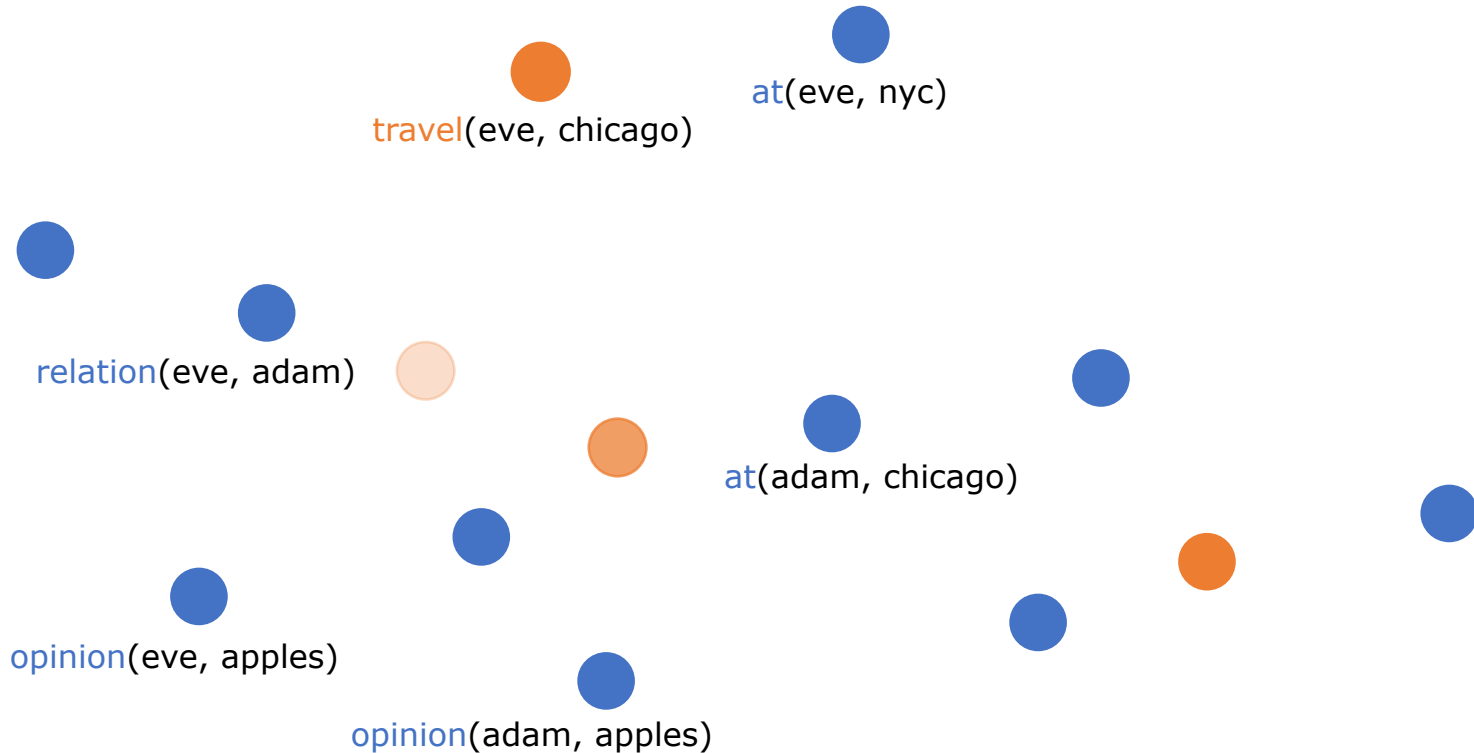 at(eve, nyc)
travel(eve, chicago)
relation(eve, adam)
at(adam, chicago)
opinion(eve, apples)
opinion(adam, apples)